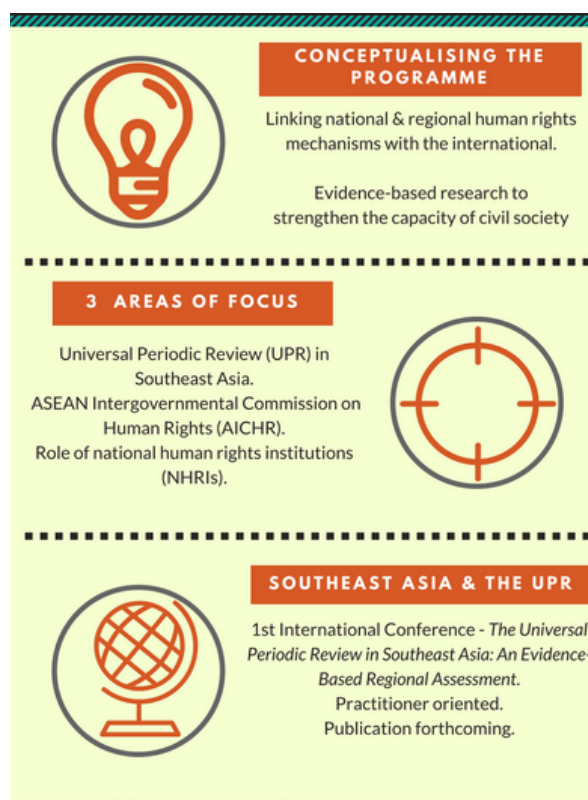 CONCEPTUALISING THE
PROGRAMME
Linking national & regional human rights
mechanisms with the international.
Evidence-based research to
strengthen the capacity of civil society
3 AREAS OF FOCUS
Universal Periodic Review (UPR) in
Southeast Asia.
ASEAN Intergovernmental Commission on
Human Rights (AICHR).
Role of national human rights institutions
(NHRIs).
SOUTHEAST ASIA & THE UPR
1st International Conference - The Universal
Periodic Review in Southeast Asia: An Evidence-
Based Regional Assessment.
Practitioner oriented.
Publication forthcoming.